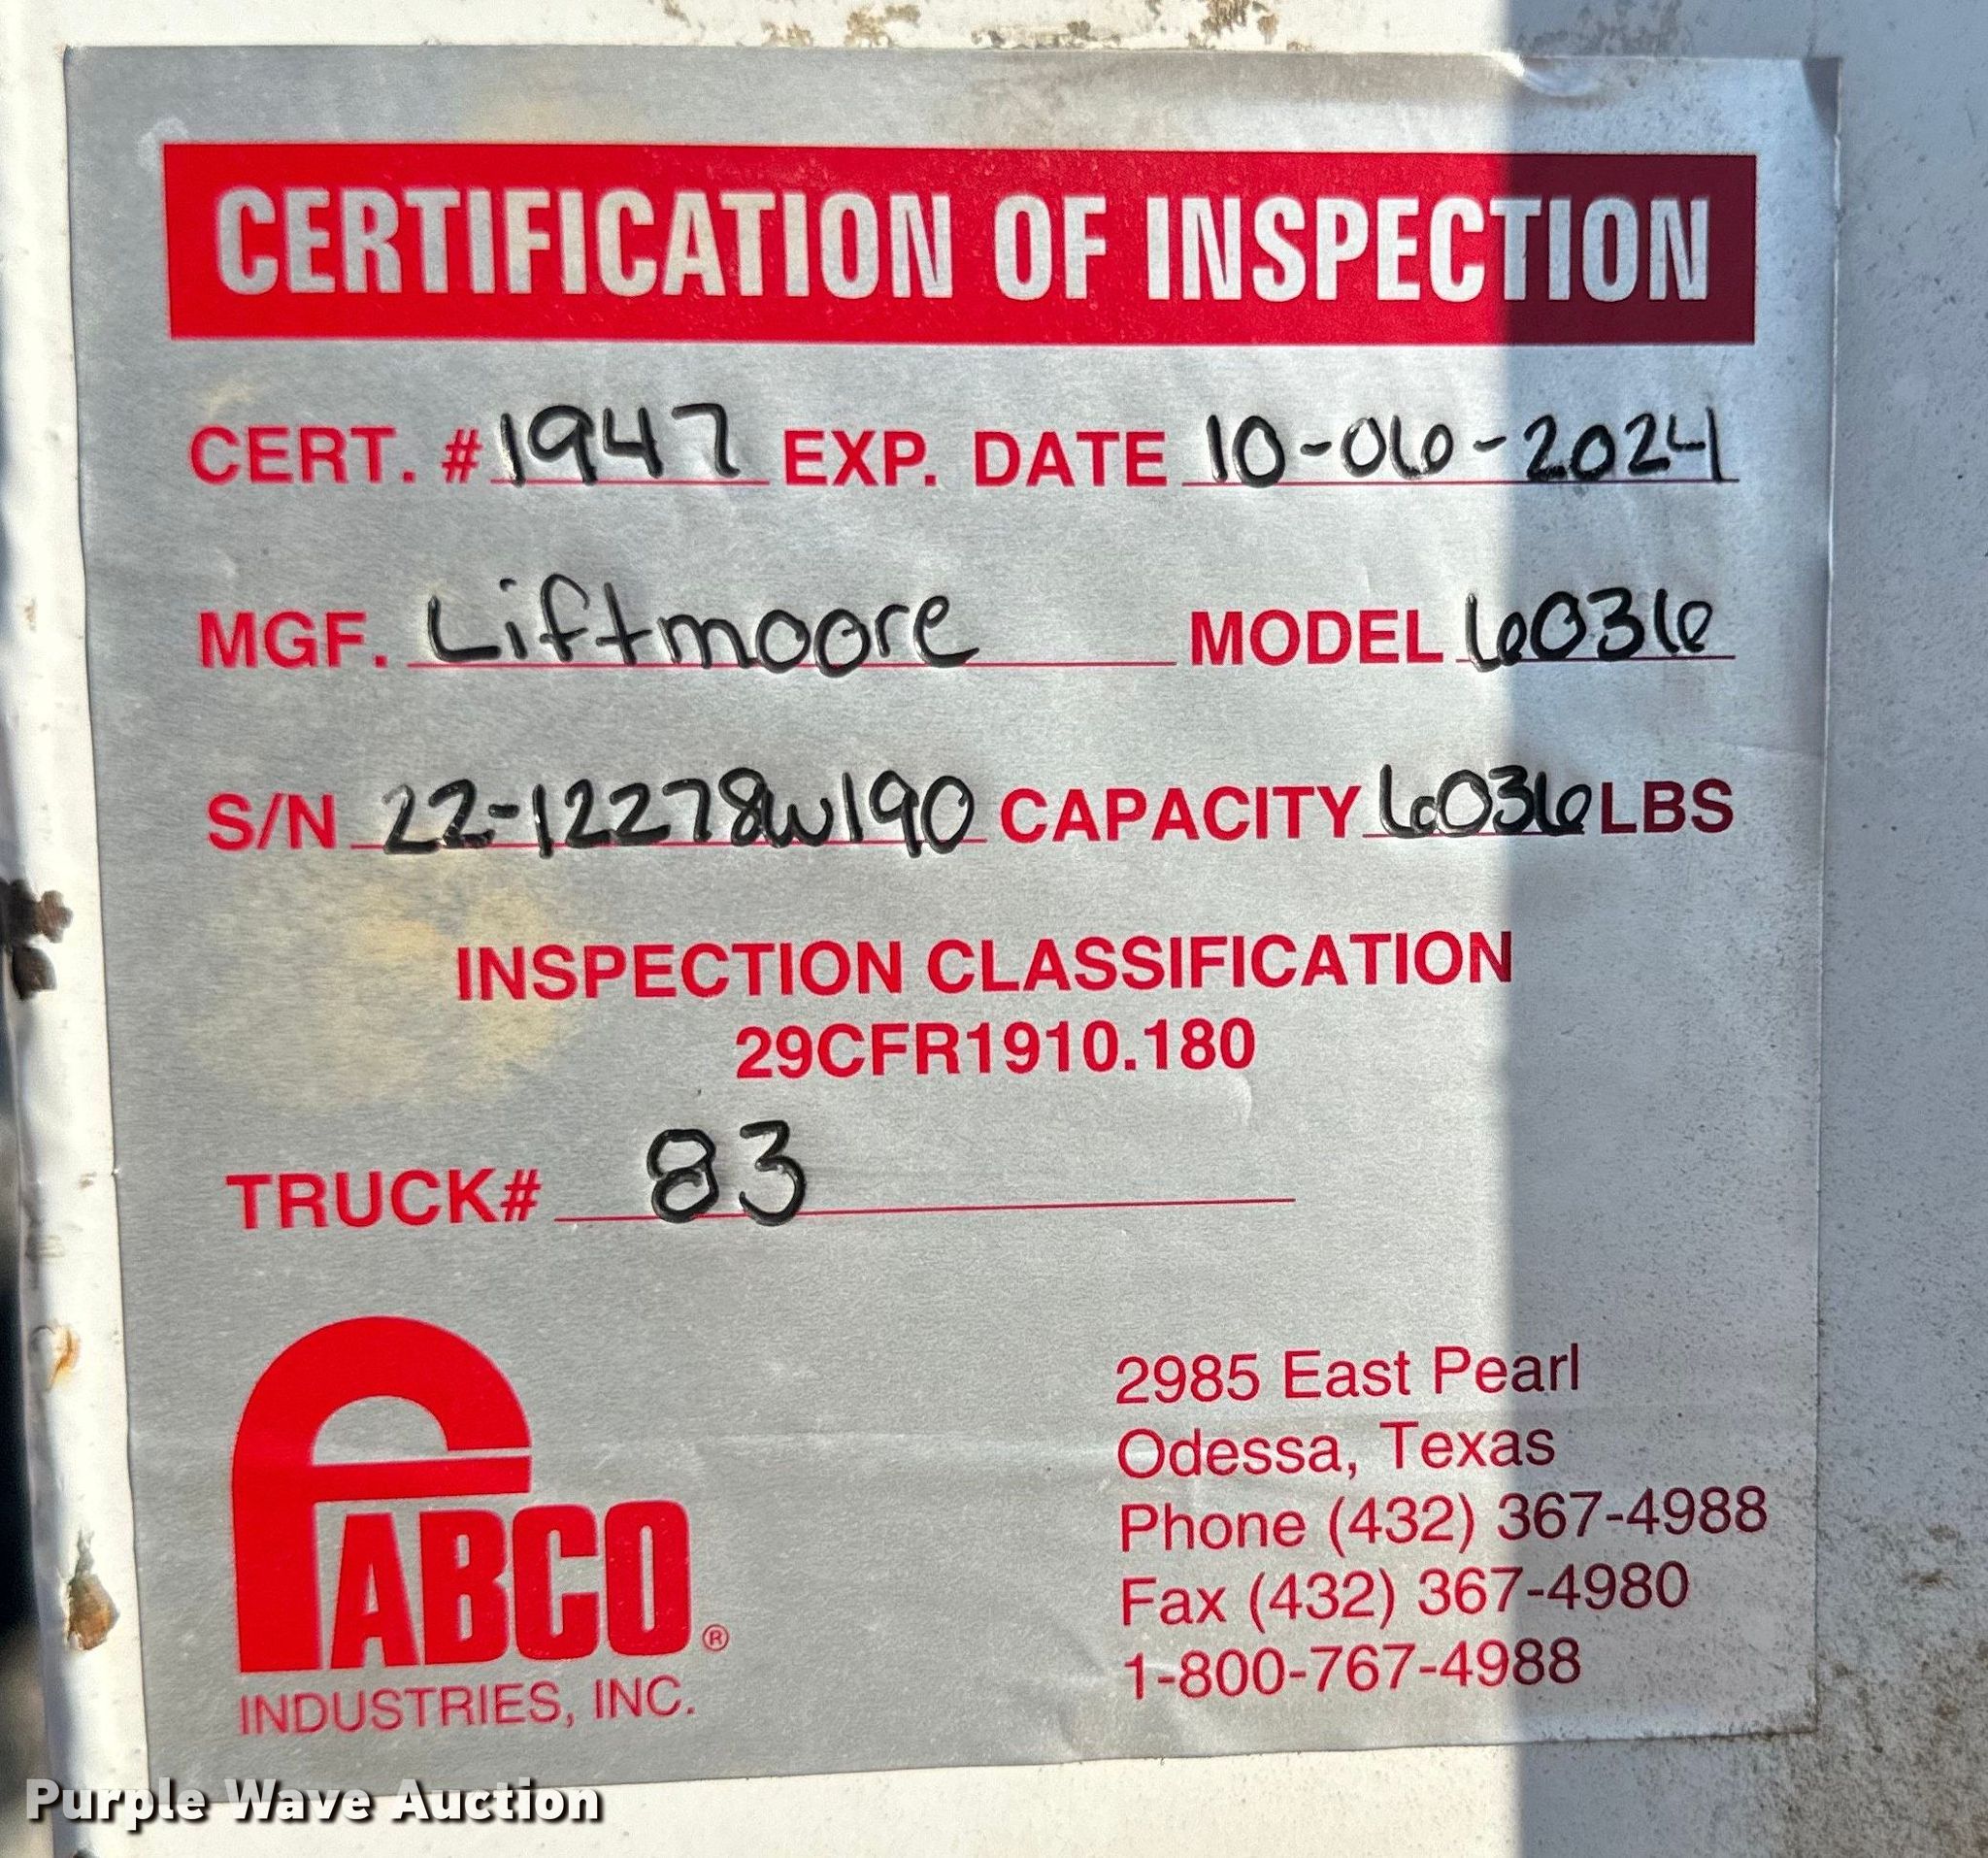 CERTIFICATION OF INSPECTION
CERT. # 1947 EXP. DATE 10-06-2024
MGF. Liftmoore MODEL 6036
S/N 22-12278W190 CAPACITY 6036 LBS
INSPECTION CLASSIFICATION
29CFR1910.180
TRUCK# 83
PABCO®
INDUSTRIES, INC.
2985 East Pearl
Odessa, Texas
Phone (432) 367-4988
Fax (432) 367-4980
1-800-767-4988
Purple Wave Auction